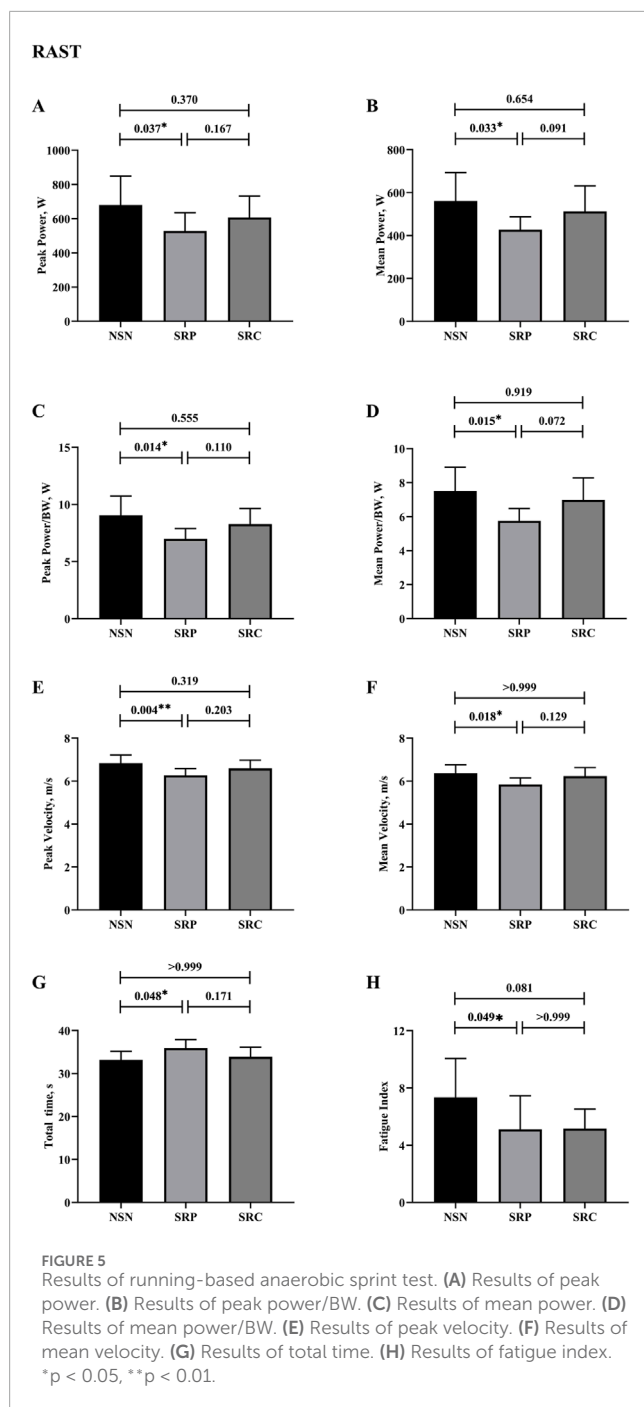 RAST
A
0.370
0.037* 0.167
1000
800
600
400
200
0
Peak Power, W
NSN SRP SRC
B
0.654
0.033* 0.091
800
600
400
200
0
Mean Power, W
NSN SRP SRC
C
0.555
0.014* 0.110
15
10
5
0
Peak Power/BW, W
NSN SRP SRC
D
0.919
0.015* 0.072
10
8
6
4
2
0
Mean Power/BW, W
NSN SRP SRC
E
0.319
0.004** 0.203
8
6
4
2
0
Peak Velocity, m/s
NSN SRP SRC
F
>0.999
0.018* 0.129
8
6
4
2
0
Mean Velocity, m/s
NSN SRP SRC
G
>0.999
0.048* 0.171
40
30
20
10
0
Total time, s
NSN SRP SRC
H
0.081
0.049* >0.999
12
8
4
0
Fatigue Index
NSN SRP SRC
FIGURE 5
Results of running-based anaerobic sprint test. (A) Results of peak
power. (B) Results of peak power/BW. (C) Results of mean power. (D)
Results of mean power/BW. (E) Results of peak velocity. (F) Results of
mean velocity. (G) Results of total time. (H) Results of fatigue index.
*p < 0.05, **p < 0.01.